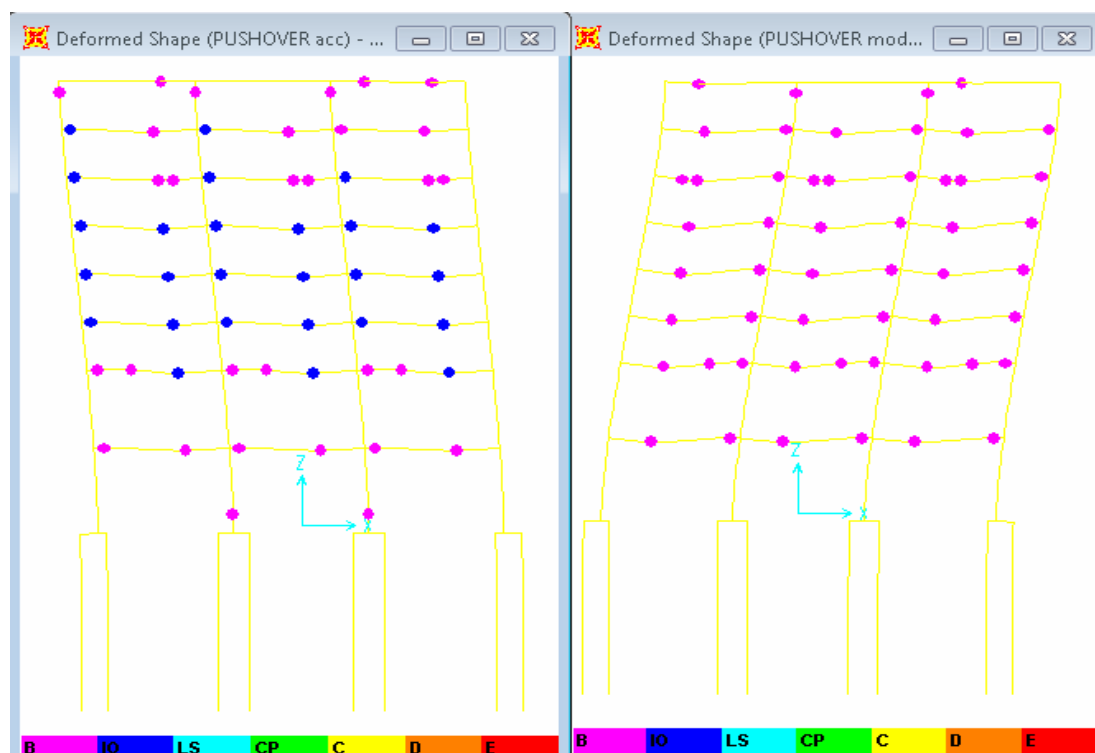 Deformed Shape (PUSHOVER acc) - ...
Z
X
B IO LS CP C D E
Deformed Shape (PUSHOVER mod...
Z
X
B IO LS CP C D E